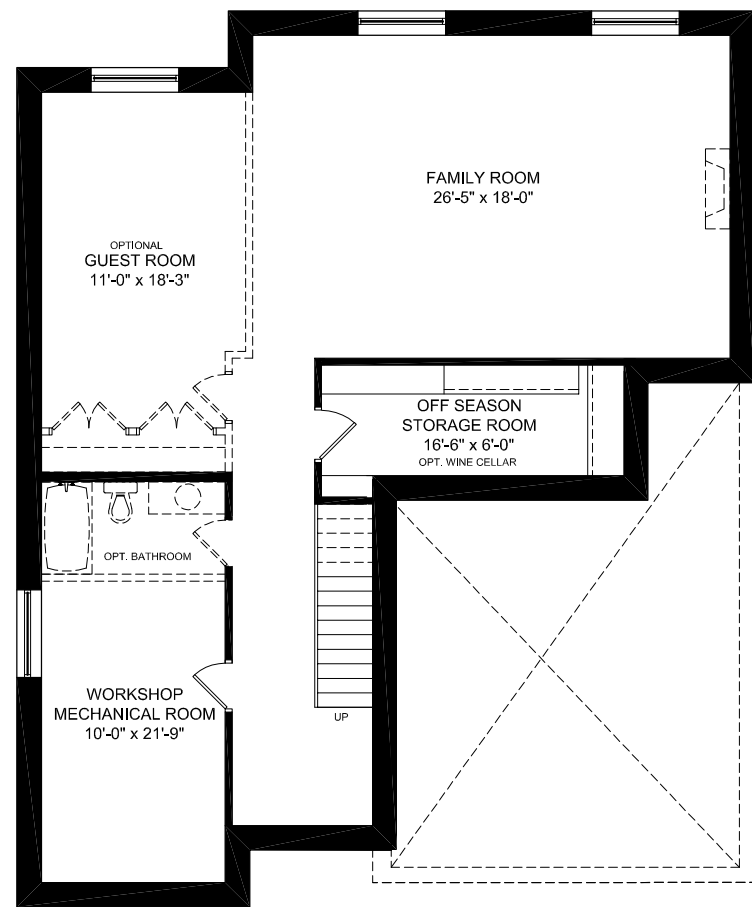 FAMILY ROOM
26'-5" x 18'-0"
OPTIONAL
GUEST ROOM
11'-0" x 18'-3"
OFF SEASON
STORAGE ROOM
16'-6" x 6'-0"
OPT. WINE CELLAR
OPT. BATHROOM
WORKSHOP
MECHANICAL ROOM
10'-0" x 21'-9"
UP